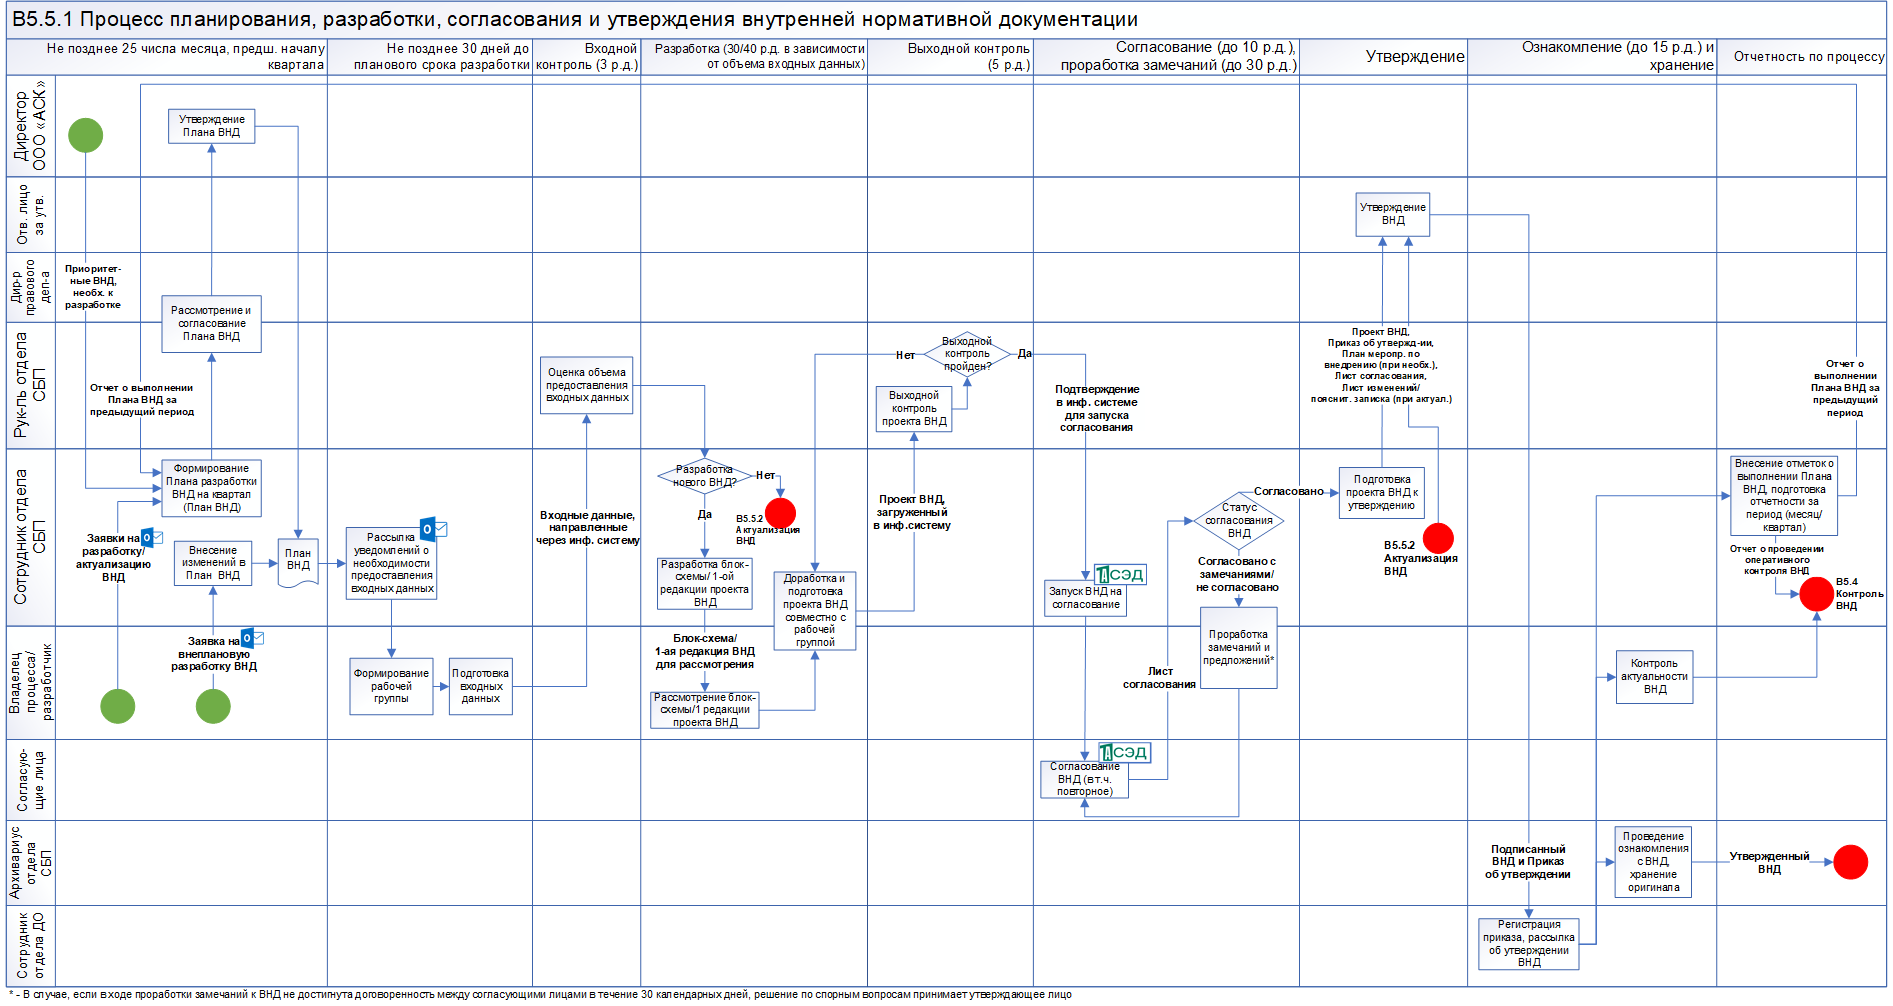 В5.5.1 Процесс планирования, разработки, согласования и утверждения внутренней нормативной документации
Не позднее 25 числа месяца, предш. началу
квартала
Не позднее 30 дней до
планового срока разработки
Входной
контроль (3 р.д.)
Разработка (30/40 р.д. в зависимости
от объема входных данных)
Выходной контроль
(5 р.д.)
Согласование (до 10 р.д.),
проработка замечаний (до 30 р.д.)
Утверждение
Ознакомление (до 15 р.д.) и
хранение
Отчетность по процессу
Директор
ООО «АСК»
Утверждение
Плана ВНД
Отв. лицо
за утв.
Утверждение
ВНД
Дир-р
правового
деп-а
Приоритет-
ные ВНД,
необх. к
разработке
Рассмотрение и
согласование
Плана ВНД
Рук-ль отдела
СБП
Отчет о выполнении
Плана ВНД за
предыдущий период
Оценка объема
предоставления
входных данных
Нет
Выходной
контроль
пройден?
Да
Выходной
контроль
проекта ВНД
Подтверждение
в инф. системе
для запуска
согласования
Проект ВНД,
Приказ об утвержд-ии,
План меропр. по
внедрению (при необх.),
Лист согласования,
Лист изменений/
пояснит. записка (при актуал.)
Отчет о
выполнении
Плана ВНД за
предыдущий
период
Сотрудник отдела
СБП
Формирование
Плана разработки
ВНД на квартал
(План ВНД)
Заявки на
разработку/
актуализацию
ВНД
Внесение
изменений в
План ВНД
План
ВНД
Рассылка
уведомлений о
необходимости
предоставления
входных данных
Входные данные,
направленные
через инф. систему
Разработка
нового ВНД?
Нет
Да
В5.5.2
Актуализация
ВНД
Разработка блок-
схемы/ 1-ой
редакции проекта
ВНД
Доработка и
подготовка
проекта ВНД
совместно с
рабочей
группой
Проект ВНД,
загруженный
в инф.систему
СЭД
Запуск ВНД на
согласование
Статус
согласования
ВНД
Согласовано
Согласовано с
замечаниями/
не согласовано
Подготовка
проекта ВНД к
утверждению
В5.5.2
Актуализация
ВНД
Внесение отметок о
выполнении Плана
ВНД, подготовка
отчетности за
период (месяц/
квартал)
Отчет о проведении
оперативного
контроля ВНД
В5.4
Контроль
ВНД
Владелец
процесса/
разработчик
Заявка на
внеплановую
разработку ВНД
Формирование
рабочей
группы
Подготовка
входных
данных
Блок-схема/
1-ая редакция ВНД
для рассмотрения
Рассмотрение блок-
схемы/1 редакции
проекта ВНД
Проработка
замечаний и
предложений*
Лист
согласования
Контроль
актуальности
ВНД
Согласую-
щие лица
СЭД
Согласование
ВНД (в т.ч.
повторное)
Архивариус
отдела
СБП
Подписанный
ВНД и Приказ
об утверждении
Проведение
ознакомления
с ВНД,
хранение
оригинала
Утвержденный
ВНД
Сотрудник
отдела ДО
Регистрация
приказа, рассылка
об утверждении
ВНД
* - В случае, если в ходе проработки замечаний к ВНД не достигнута договоренность между согласующими лицами в течение 30 календарных дней, решение по спорным вопросам принимает утверждающее лицо